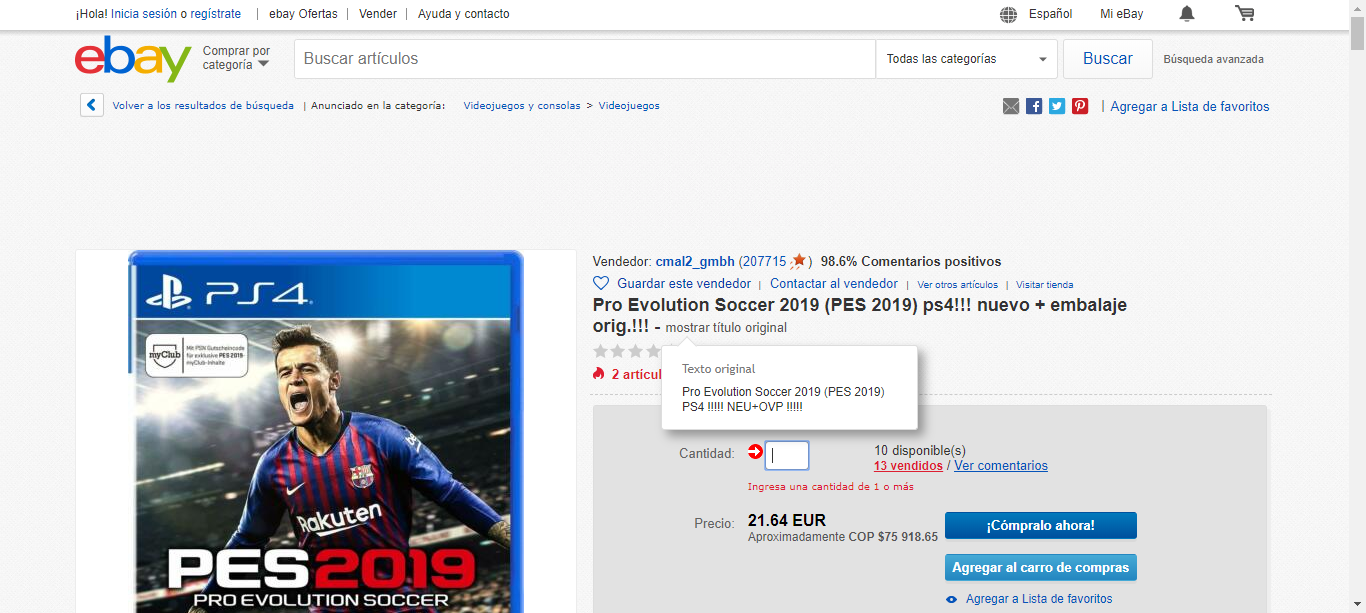 ¡Hola! Inicia sesión o regístrate | ebay Ofertas | Vender | Ayuda y contacto Español Mi eBay
ebay Comprar por categoría Buscar artículos Todas las categorías Buscar Búsqueda avanzada
Volver a los resultados de búsqueda | Anunciado en la categoría: Videojuegos y consolas > Videojuegos | Agregar a Lista de favoritos
PS4
myClub
Mit PSN Gutscheincode
für exklusive PES 2019-
myClub-Inhalte
Rakuten
PES2019
PRO EVOLUTION SOCCER
Vendedor: cmal2_gmbh (207715 ) 98.6% Comentarios positivos
Guardar este vendedor | Contactar al vendedor | Ver otros artículos | Visitar tienda
Pro Evolution Soccer 2019 (PES 2019) ps4!!! nuevo + embalaje
orig.!!! - mostrar título original
2 artícul
Texto original
Pro Evolution Soccer 2019 (PES 2019)
PS4 !!!!! NEU+OVP !!!!!
Cantidad: 10 disponible(s)
13 vendidos / Ver comentarios
Ingresa una cantidad de 1 o más
Precio: 21.64 EUR ¡Cómpralo ahora!
Aproximadamente COP $75 918.65
Agregar al carro de compras
Agregar a Lista de favoritos